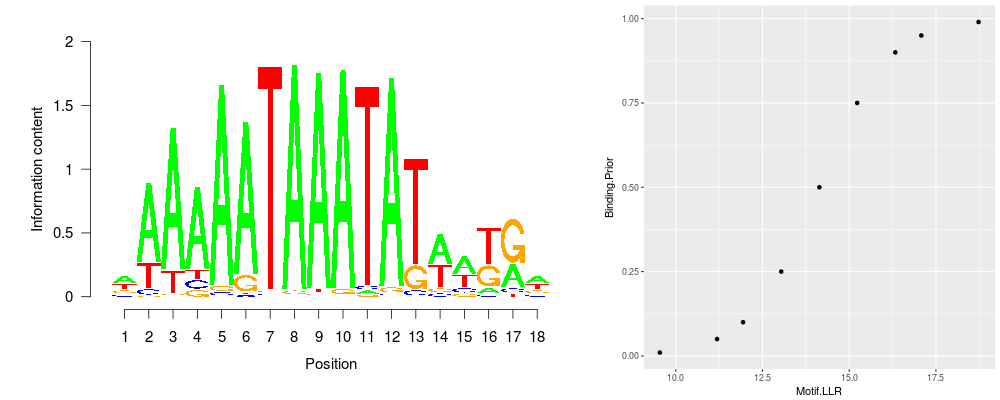 2
1.5
1
0.5
0
Information content
A A A A A A T A A A T A T A A T G A
1 2 3 4 5 6 7 8 9 10 11 12 13 14 15 16 17 18
Position
1.00
0.75
0.50
0.25
0.00
Binding.Prior
10.0 12.5 15.0 17.5
Motif.LLR